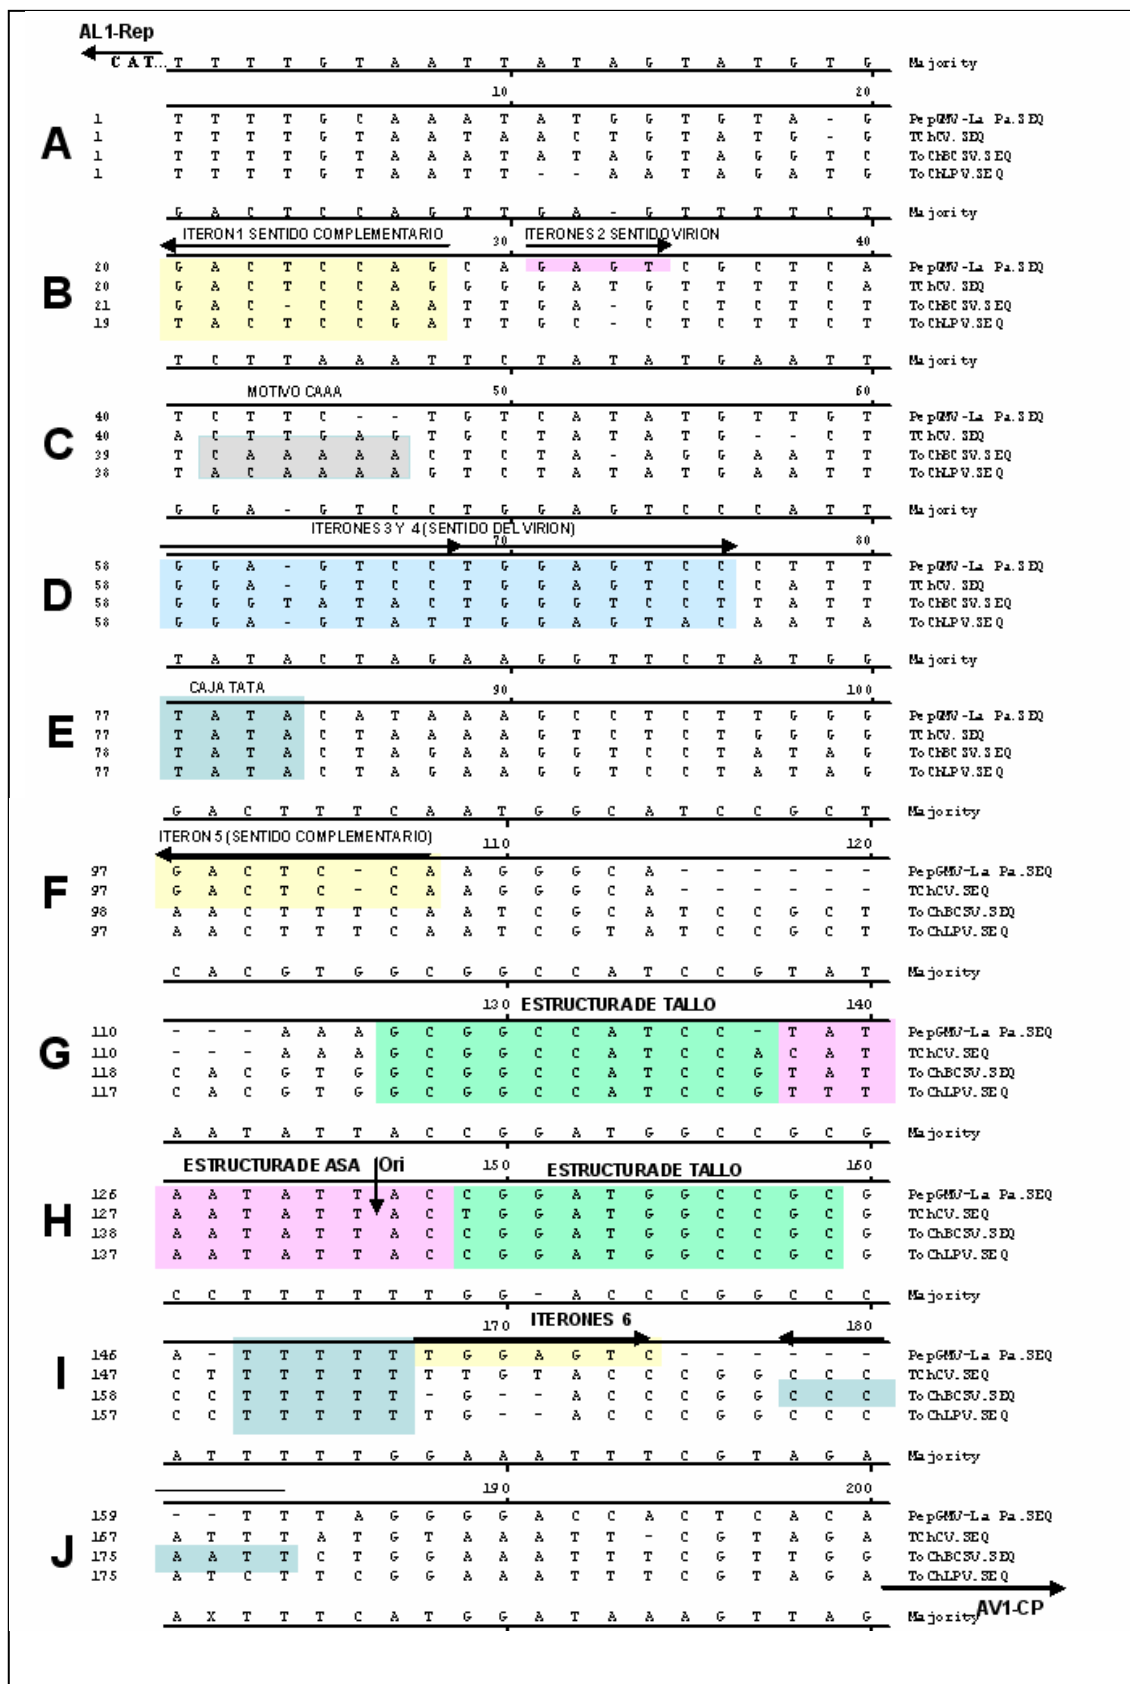 AL1-Rep
C A T... T T T T G T A A T T A T A G T A T G T G Majority
10 20
A
1 T T T T G C A A A T A T G G T G T A - G PepGMV-La Pa.SEQ
1 T T T T G T A A T A A C T G T A T G - G TChCV.SEQ
1 T T T T G T A A A T A T A G T A G G T C ToChBCSV.SEQ
1 T T T T G T A A T T - - A A T A G A T G ToChLPV.SEQ
G A C T C C A G T T G A - G T T T T C T Majority
ITERON 1 SENTIDO COMPLEMENTARIO 30 ITERONES 2 SENTIDO VIRION 40
B
20 G A C T C C A G C A G A G T C G C T C A PepGMV-La Pa.SEQ
20 G A C T C C A G G G G A T G T T T T C A TChCV.SEQ
21 G A C - C C A A T T G A - G C T C T C T ToChBCSV.SEQ
19 T A C T C C G A T T G C - C T C T T C T ToChLPV.SEQ
T C T T A A A T T C T A T A T G A A T T Majority
MOTIVO CAAA 50 60
C
40 T C T T C - - T G T C A T A T G T T G T PepGMV-La Pa.SEQ
40 A C T T G A G T G C T A T A T G - - C T TChCV.SEQ
39 T C A A A A A C T C T A - A G G A A T T ToChBCSV.SEQ
38 T A C A A A A G T C T A T A T G A A T T ToChLPV.SEQ
G G A - G T C C T G G A G T C C C A T T Majority
ITERONES 3 Y 4 (SENTIDO DEL VIRION)
70 80
D
58 G G A - G T C C T G G A G T C C C T T T PepGMV-La Pa.SEQ
58 G G A - G T C C T G G A G T C C C A T T TChCV.SEQ
58 G G G T A T A C T G G G T C C T T A T T ToChBCSV.SEQ
58 G G A - G T A T T G G A G T A C A A T A ToChLPV.SEQ
T A T A C T A G A A G G T T C T A T G G Majority
CAJA TATA 90 100
E
77 T A T A C A T A A A G C C T C T T G G G PepGMV-La Pa.SEQ
77 T A T A C T A A A A G T C T C T G G G G TChCV.SEQ
78 T A T A C T A G A A G G T C C T A T A G ToChBCSV.SEQ
77 T A T A C T A G A A G G T C C T A T A G ToChLPV.SEQ
G A C T T T C A A T G G C A T C C G C T Majority
ITERON 5 (SENTIDO COMPLEMENTARIO) 110 120
F
97 G A C T C - C A A G G G C A - - - - - - PepGMV-La Pa.SEQ
97 G A C T C - C A A G G G C A - - - - - - TChCV.SEQ
98 A A C T T T C A A T C G C A T C C G C T ToChBCSV.SEQ
97 A A C T T T C A A T C G T A T C C G C T ToChLPV.SEQ
C A C G T G G C G G C C A T C C G T A T Majority
130 ESTRUCTURA DE TALLO 140
G
110 - - - A A A G C G G C C A T C C - T A T PepGMV-La Pa.SEQ
110 - - - A A A G C G G C C A T C C A C A T TChCV.SEQ
118 C A C G T G G C G G C C A T C C G T A T ToChBCSV.SEQ
117 C A C G T G G C G G C C A T C C G T T T ToChLPV.SEQ
A A T A T T A C C G G A T G G C C G C G Majority
ESTRUCTURA DE ASA Ori 150 ESTRUCTURA DE TALLO 160
H
126 A A T A T T A C C G G A T G G C C G C G PepGMV-La Pa.SEQ
127 A A T A T T A C T G G A T G G C C G C G TChCV.SEQ
138 A A T A T T A C C G G A T G G C C G C G ToChBCSV.SEQ
137 A A T A T T A C C G G A T G G C C G C G ToChLPV.SEQ
C C T T T T T G G - A C C C G G C C C Majority
170 ITERONES 6 180
I
146 A - T T T T T T G G A G T C - - - - - - PepGMV-La Pa.SEQ
147 C T T T T T T T T G T A C C C G G C C C TChCV.SEQ
158 C C T T T T T - G - - A C C C G G C C C ToChBCSV.SEQ
157 C C T T T T T T G - - A C C C G G C C C ToChLPV.SEQ
A T T T T T G G A A A T T T C G T A G A Majority
190 200
J
159 - - T T T A G G G G A C C A C T C A C A PepGMV-La Pa.SEQ
167 A T T T A T G T A A A T T - C G T A G A TChCV.SEQ
175 A A T T C T G G A A A T T T C G T T G G ToChBCSV.SEQ
175 A T C T T C G G A A A T T T C G T A G A ToChLPV.SEQ
AV1-CP
A X T T T C A T G G A T A A A G T T A G Majority